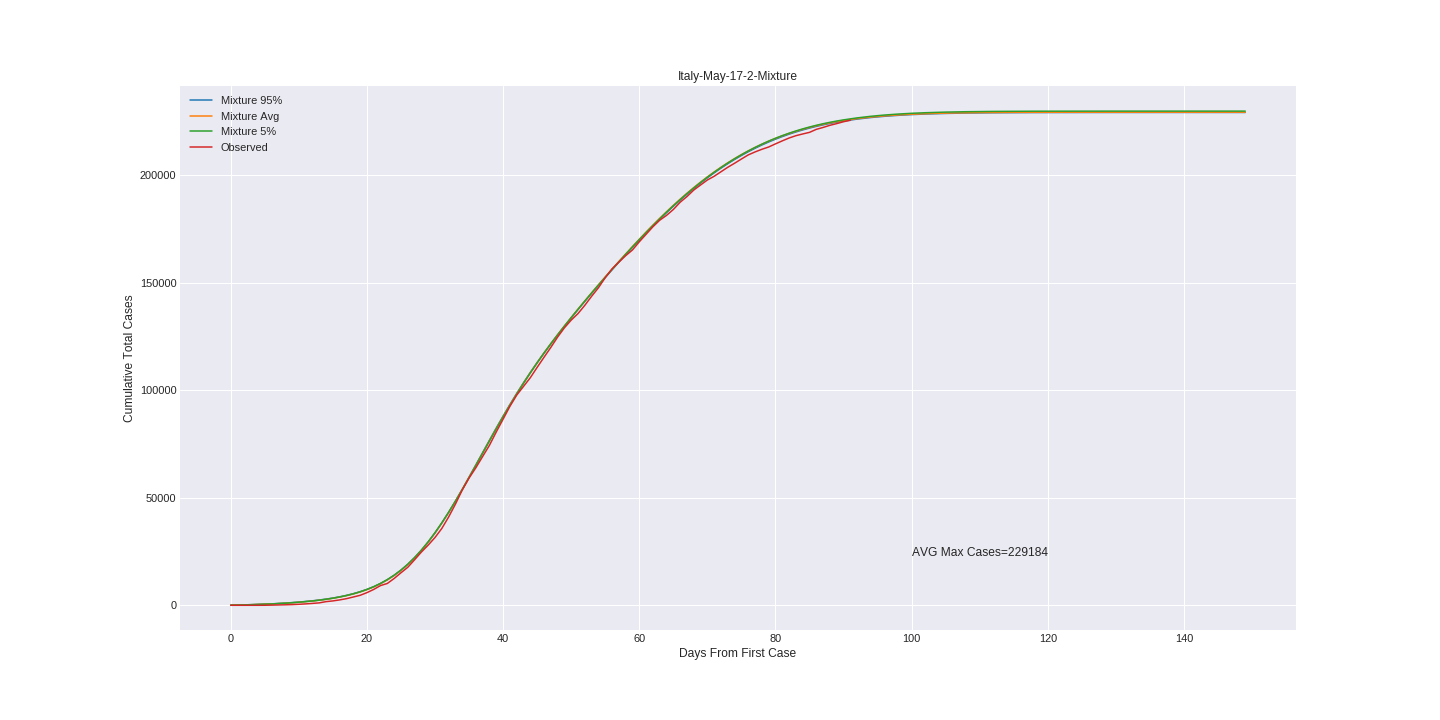 Italy-May-17-2-Mixture
Mixture 95%
Mixture Avg
Mixture 5%
Observed
Cumulative Total Cases
200000
150000
100000
50000
0
AVG Max Cases=229184
0 20 40 60 80 100 120 140
Days From First Case